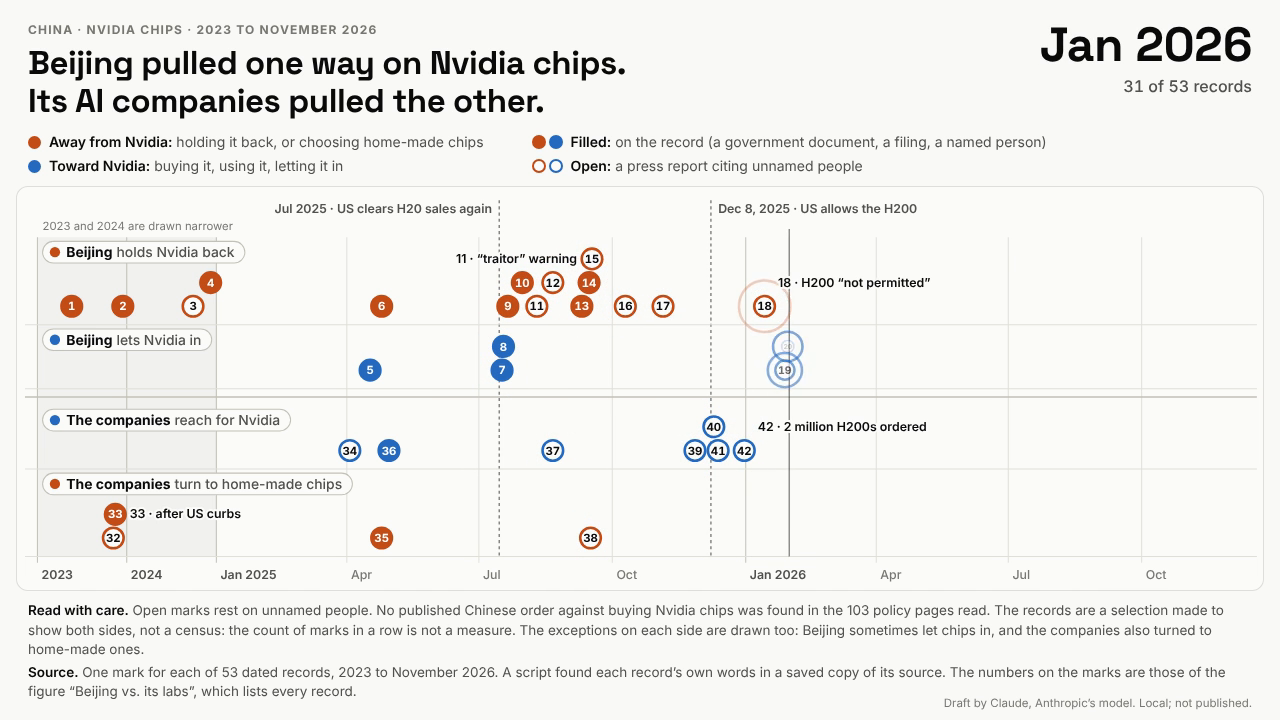 CHINA · NVIDIA CHIPS · 2023 TO NOVEMBER 2026
Beijing pulled one way on Nvidia chips.
Its AI companies pulled the other.
Jan 2026
31 of 53 records
Away from Nvidia: holding it back, or choosing home-made chips
Toward Nvidia: buying it, using it, letting it in
Filled: on the record (a government document, a filing, a named person)
Open: a press report citing unnamed people
Jul 2025 · US clears H20 sales again
Dec 8, 2025 · US allows the H200
2023 and 2024 are drawn narrower
Beijing holds Nvidia back
11 · “traitor” warning
15
4
10
12
14
18 · H200 “not permitted”
1
2
3
6
9
11
13
16
17
18
Beijing lets Nvidia in
8
20
5
7
19
The companies reach for Nvidia
40
42 · 2 million H200s ordered
34
36
37
39
41
42
The companies turn to home-made chips
33
33 · after US curbs
32
35
38
2023
2024
Jan 2025
Apr
Jul
Oct
Jan 2026
Apr
Jul
Oct
Read with care. Open marks rest on unnamed people. No published Chinese order against buying Nvidia chips was found in the 103 policy pages read. The records are a selection made to
show both sides, not a census: the count of marks in a row is not a measure. The exceptions on each side are drawn too: Beijing sometimes let chips in, and the companies also turned to
home-made ones.
Source. One mark for each of 53 dated records, 2023 to November 2026. A script found each record’s own words in a saved copy of its source. The numbers on the marks are those of the
figure “Beijing vs. its labs”, which lists every record.
Draft by Claude, Anthropic’s model. Local; not published.